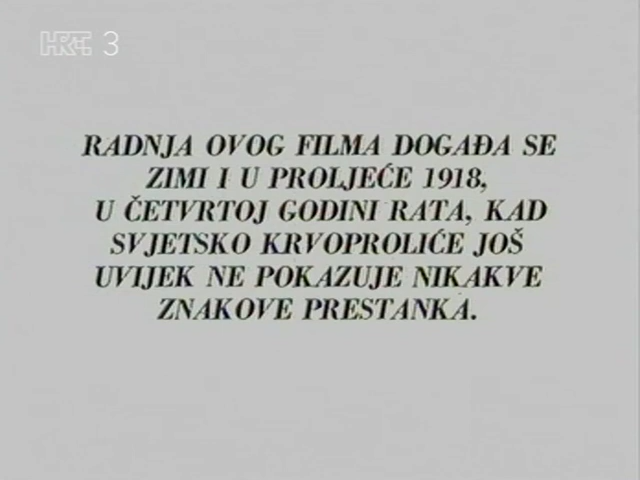 HRT 3
RADNJA OVOG FILMA DOGAĐA SE
ZIMI I U PROLJEĆE 1918,
U ČETVRTOJ GODINI RATA, KAD
SVJETSKO KRVOPROLIĆE JOŠ
UVIJEK NE POKAZUJE NIKAKVE
ZNAKOVE PRESTANKA.